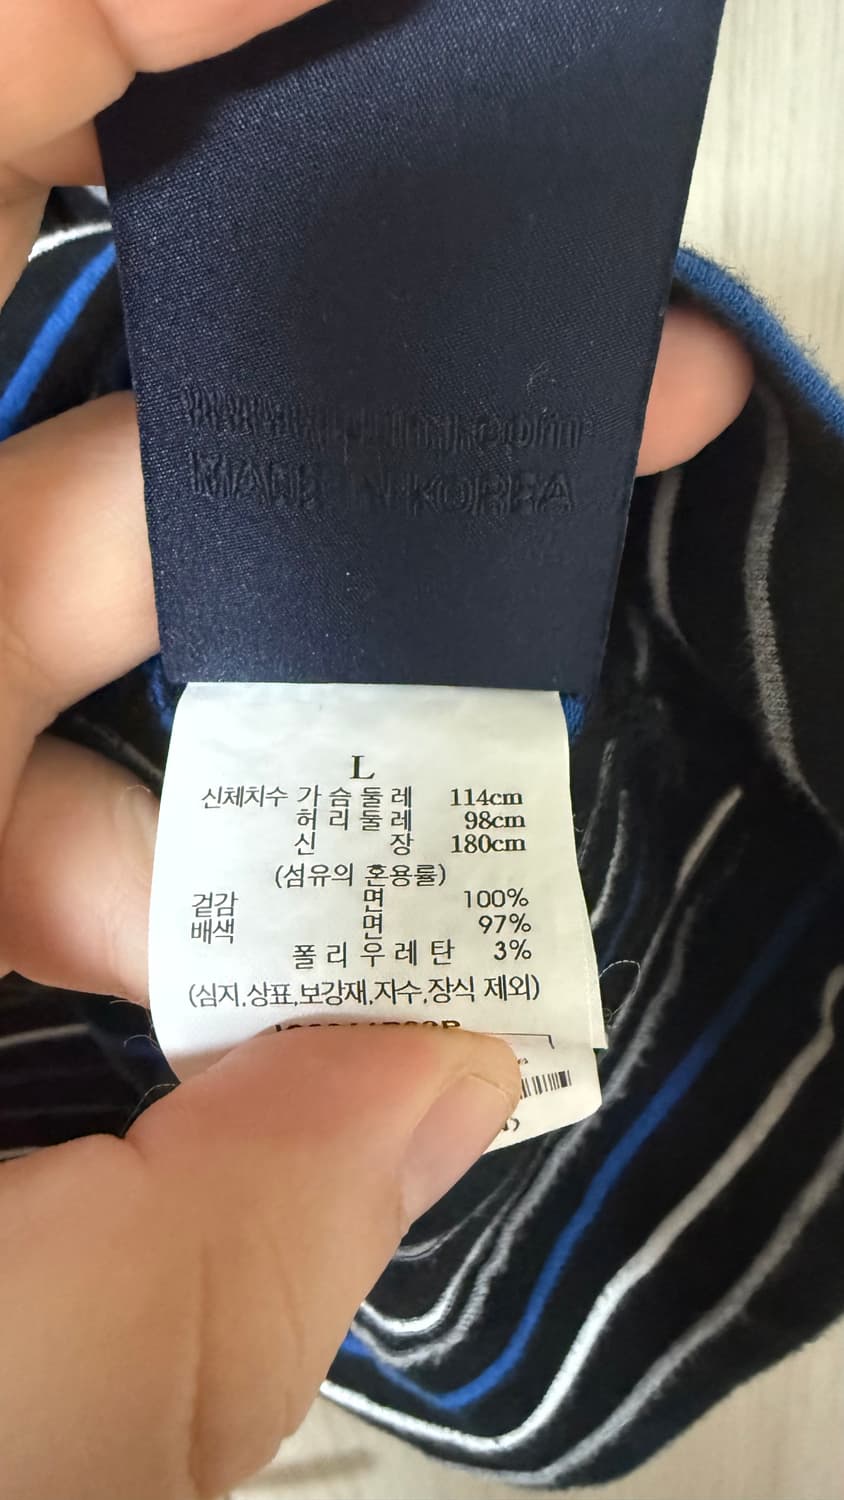 MADE IN KOREA
L
신체치수 가 슴 둘 레 114cm
허 리 둘 레 98cm
신 장 180cm
(섬유의 혼용률)
겉감 면 100%
배색 면 97%
폴 리 우 레 탄 3%
(심지,상표,보강재,자수,장식 제외)